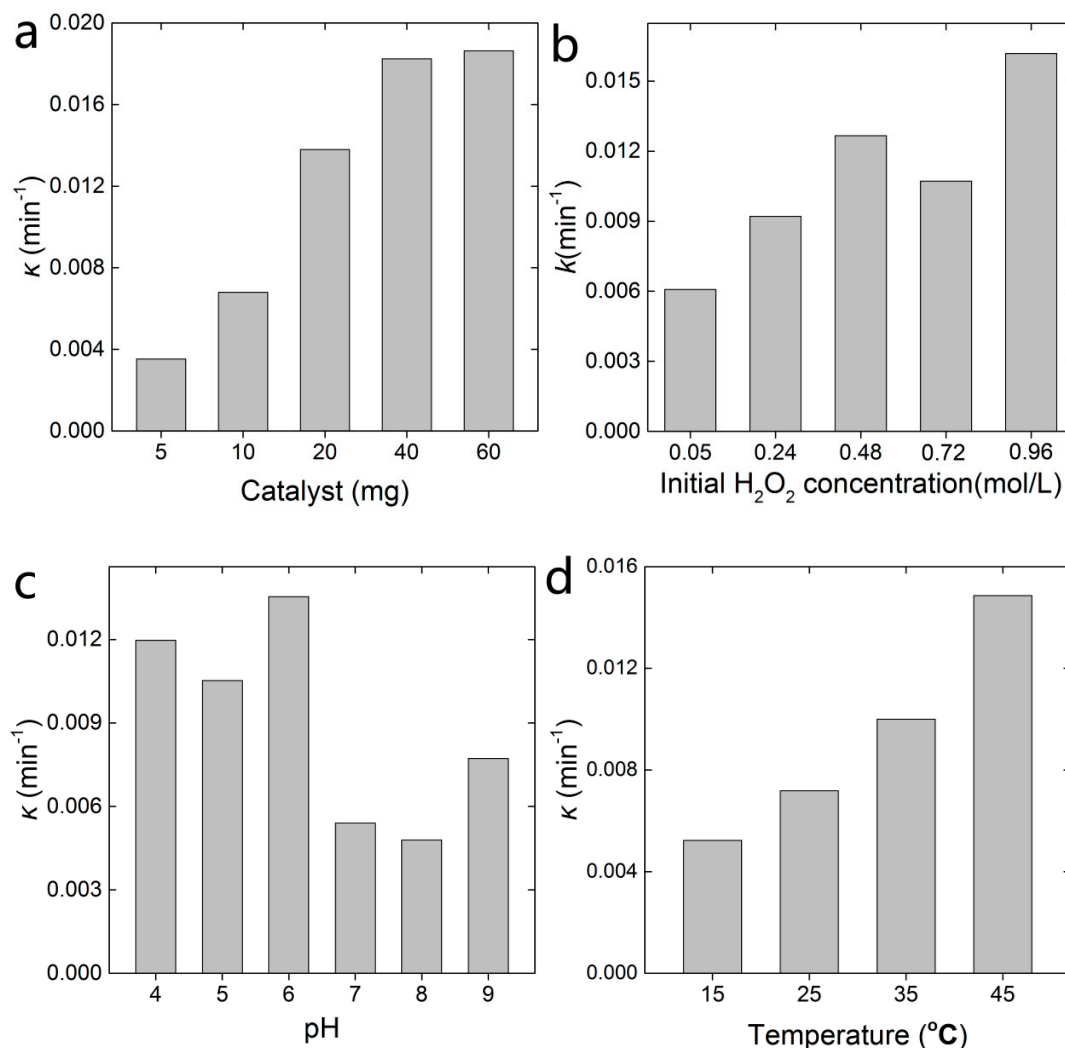 a
0.020
0.016
0.012
0.008
0.004
0.000
κ (min⁻¹)
5 10 20 40 60
Catalyst (mg)
b
0.015
0.012
0.009
0.006
0.003
0.000
k(min⁻¹)
0.05 0.24 0.48 0.72 0.96
Initial H₂O₂ concentration(mol/L)
c
0.012
0.009
0.006
0.003
0.000
κ (min⁻¹)
4 5 6 7 8 9
pH
d
0.016
0.012
0.008
0.004
0.000
κ (min⁻¹)
15 25 35 45
Temperature (°C)